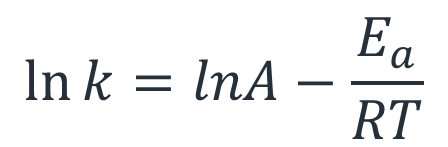 ln k = lnA − E_a/RT